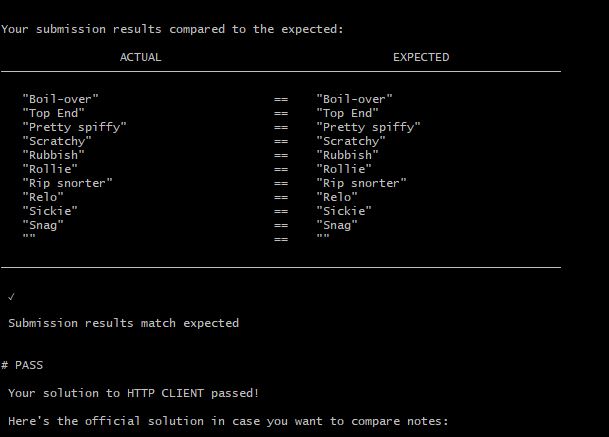 Your submission results compared to the expected:
ACTUAL EXPECTED
"Boil-over" == "Boil-over"
"Top End" == "Top End"
"Pretty spiffy" == "Pretty spiffy"
"Scratchy" == "Scratchy"
"Rubbish" == "Rubbish"
"Rollie" == "Rollie"
"Rip snorter" == "Rip snorter"
"Relo" == "Relo"
"Sickie" == "Sickie"
"Snag" == "Snag"
"" == ""
✓
Submission results match expected
# PASS
Your solution to HTTP CLIENT passed!
Here's the official solution in case you want to compare notes: